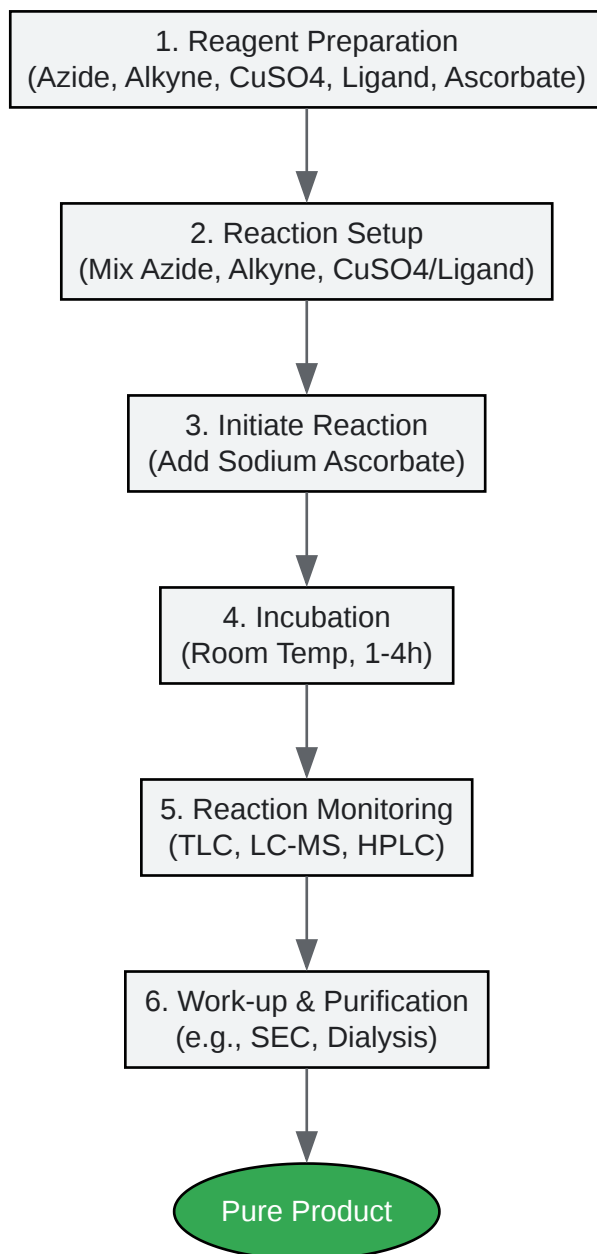 1. Reagent Preparation
(Azide, Alkyne, CuSO4, Ligand, Ascorbate)
2. Reaction Setup
(Mix Azide, Alkyne, CuSO4/Ligand)
3. Initiate Reaction
(Add Sodium Ascorbate)
4. Incubation
(Room Temp, 1-4h)
5. Reaction Monitoring
(TLC, LC-MS, HPLC)
6. Work-up & Purification
(e.g., SEC, Dialysis)
Pure Product